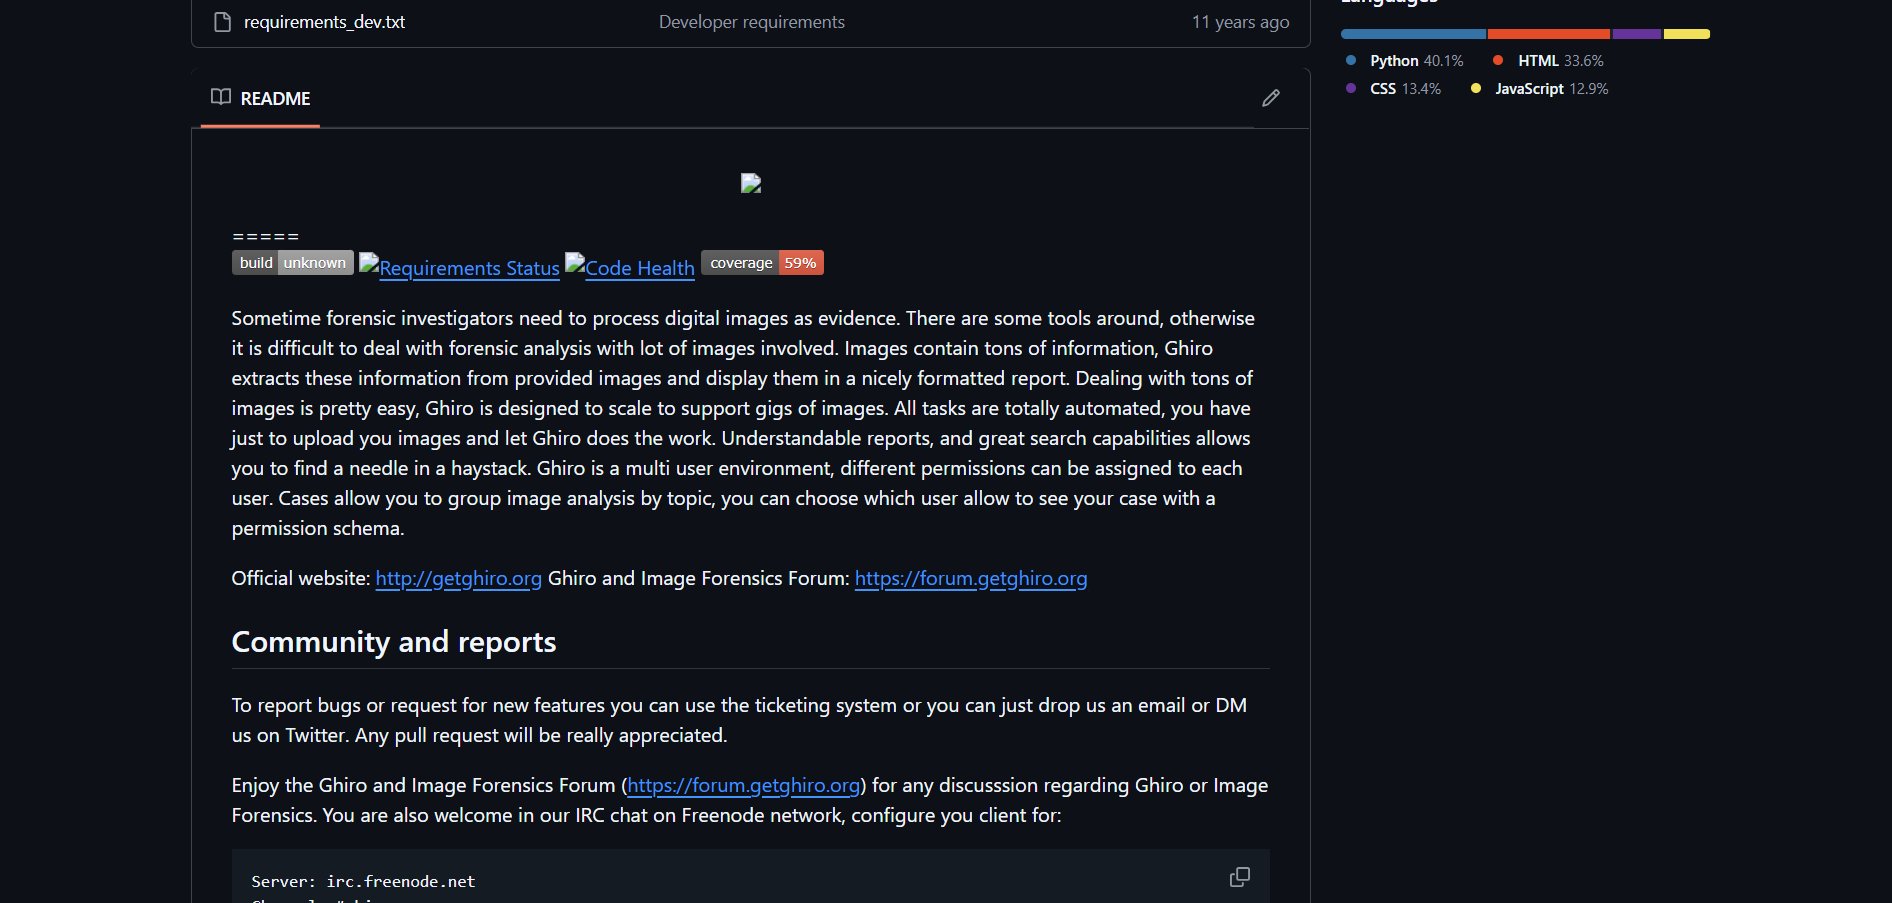 Languages
requirements_dev.txt Developer requirements 11 years ago
Python 40.1% HTML 33.6%
CSS 13.4% JavaScript 12.9%
README
=====
build unknown Requirements Status Code Health coverage 59%
Sometime forensic investigators need to process digital images as evidence. There are some tools around, otherwise
it is difficult to deal with forensic analysis with lot of images involved. Images contain tons of information, Ghiro
extracts these information from provided images and display them in a nicely formatted report. Dealing with tons of
images is pretty easy, Ghiro is designed to scale to support gigs of images. All tasks are totally automated, you have
just to upload you images and let Ghiro does the work. Understandable reports, and great search capabilities allows
you to find a needle in a haystack. Ghiro is a multi user environment, different permissions can be assigned to each
user. Cases allow you to group image analysis by topic, you can choose which user allow to see your case with a
permission schema.
Official website: http://getghiro.org Ghiro and Image Forensics Forum: https://forum.getghiro.org
Community and reports
To report bugs or request for new features you can use the ticketing system or you can just drop us an email or DM
us on Twitter. Any pull request will be really appreciated.
Enjoy the Ghiro and Image Forensics Forum (https://forum.getghiro.org) for any discusssion regarding Ghiro or Image
Forensics. You are also welcome in our IRC chat on Freenode network, configure you client for:
Server: irc.freenode.net